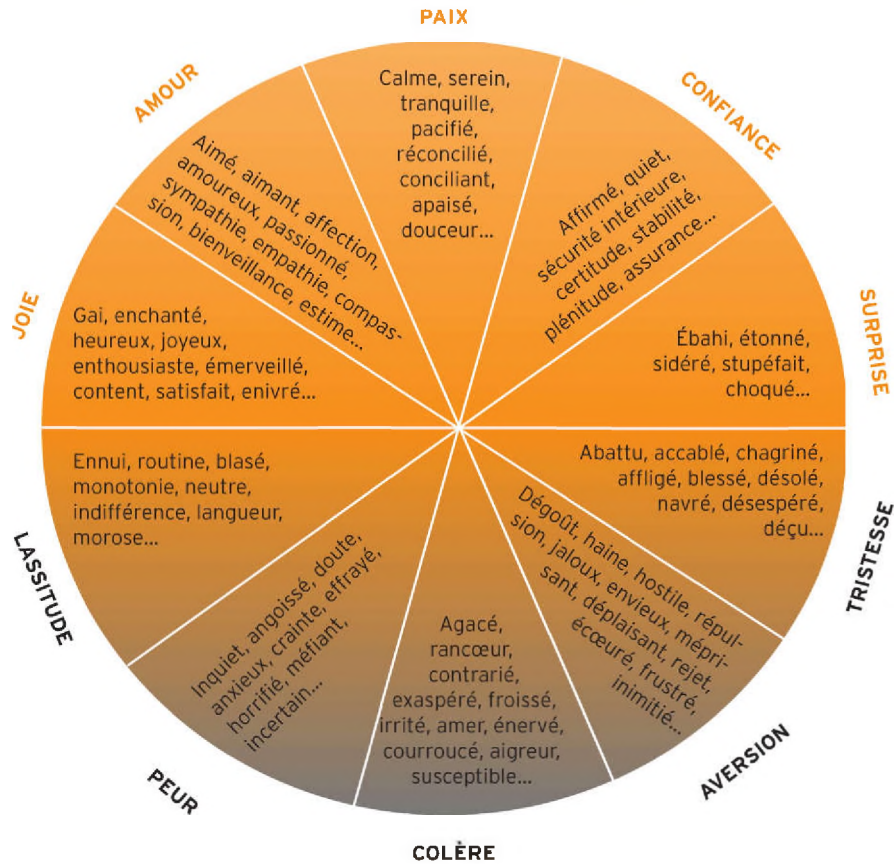 PAIX
Calme, serein,
tranquille,
pacifié,
réconcilié,
conciliant,
apaisé,
douceur...
CONFIANCE
Affirmé, quiet,
sécurité intérieure,
certitude, stabilité,
plénitude, assurance...
SURPRISE
Ébahi, étonné,
sidéré, stupéfait,
choqué...
TRISTESSE
Abattu, accablé, chagriné,
affligé, blessé, désolé,
navré, désespéré,
déçu...
AVERSION
Dégoût, haine, hostile, répul-
sion, jaloux, envieux, mépri-
sant, déplaisant, rejet,
écœuré, frustré,
inimitié...
COLÈRE
Agacé,
rancœur,
contrarié,
exaspéré, froissé,
irrité, amer, énervé,
courroucé, aigreur,
susceptible...
PEUR
Inquiet, angoissé, doute,
anxieux, crainte, effrayé,
horrifié, méfiant,
incertain...
LASSITUDE
Ennui, routine, blasé,
monotonie, neutre,
indifférence, langueur,
morose...
JOIE
Gai, enchanté,
heureux, joyeux,
enthousiaste, émerveillé,
content, satisfait, enivré...
AMOUR
Aimé, aimant, affection,
amoureux, passionné,
sympathie, empathie, compas-
sion, bienveillance, estime...